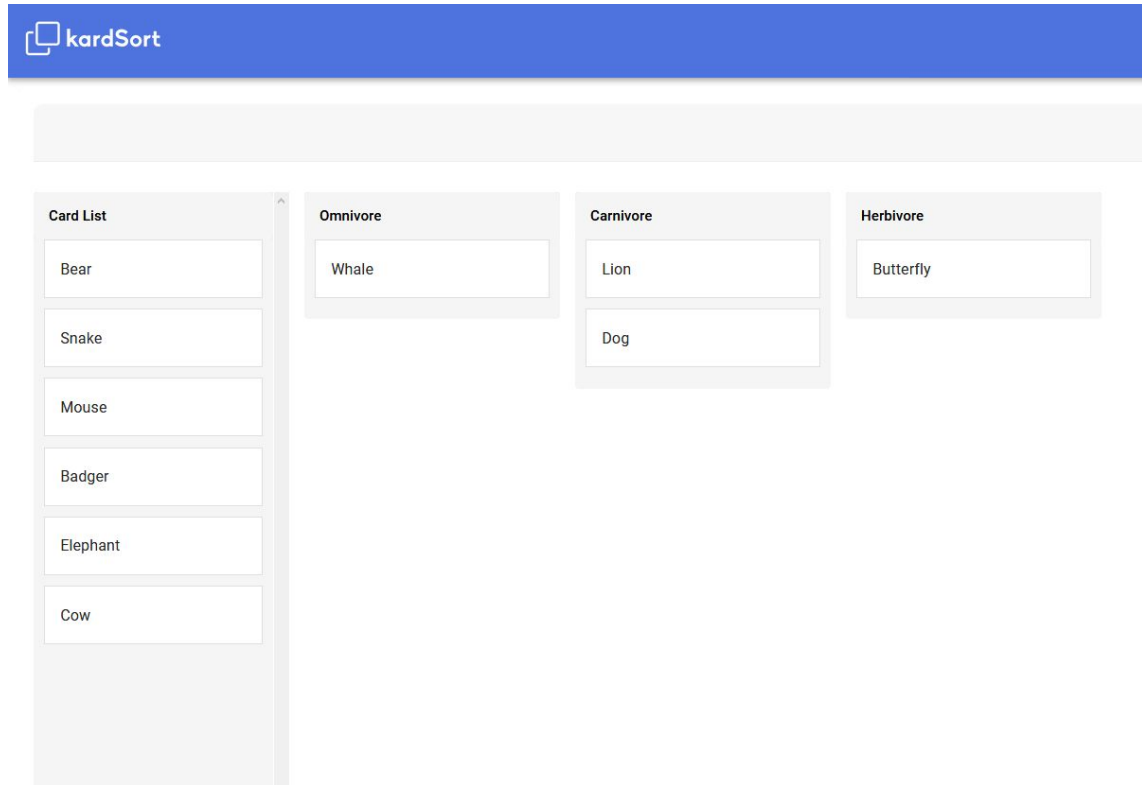 kardSort
Card List
Bear
Snake
Mouse
Badger
Elephant
Cow
Omnivore
Whale
Carnivore
Lion
Dog
Herbivore
Butterfly